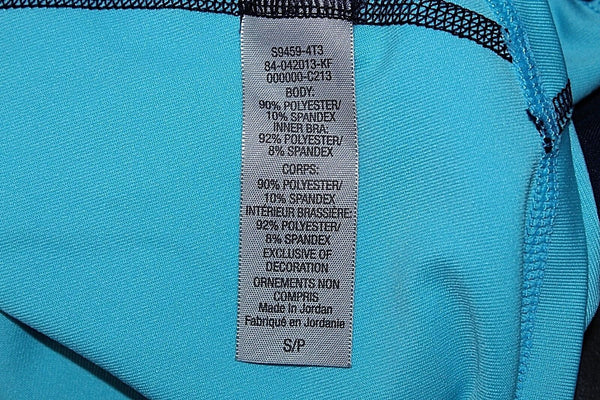 S9459-4T3
84-042013-KF
000000-C213
BODY:
90% POLYESTER/
10% SPANDEX
INNER BRA:
92% POLYESTER/
8% SPANDEX
CORPS:
90% POLYESTER/
10% SPANDEX
INTÉRIEUR BRASSIÈRE:
92% POLYESTER/
8% SPANDEX
EXCLUSIVE OF
DECORATION
ORNEMENTS NON
COMPRIS
Made in Jordan
Fabriqué en Jordanie
S/P